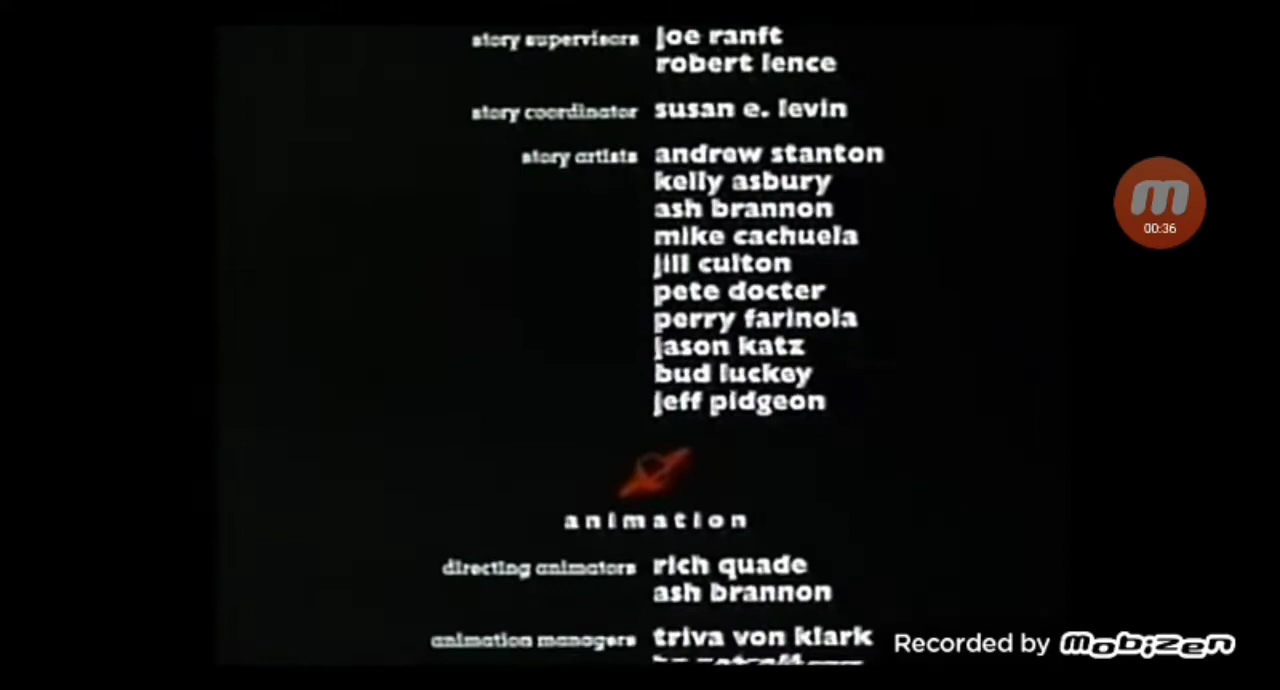 story supervisors joe ranft
robert lence
story coordinator susan e. levin
story artists andrew stanton
kelly asbury
ash brannon
mike cachuela
jill culton
pete docter
perry farinola
jason katz
bud luckey
jeff pidgeon
m
00:36
animation
directing animators rich quade
ash brannon
animation managers triva von klark
Recorded by mobizen